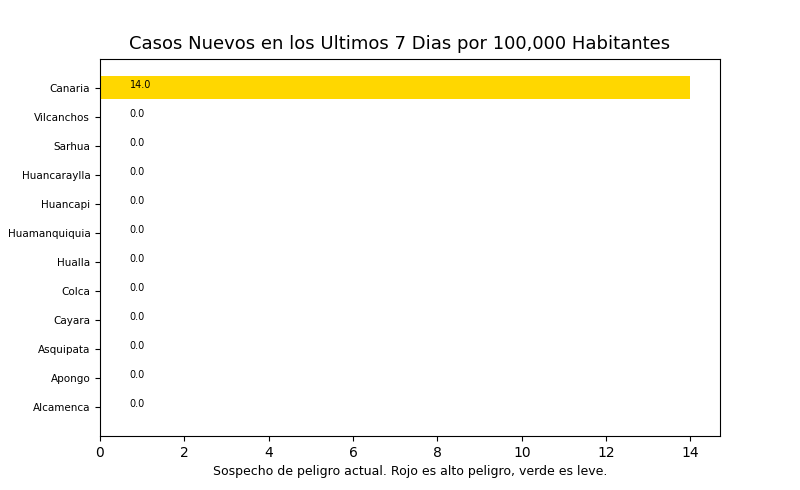 Casos Nuevos en los Ultimos 7 Dias por 100,000 Habitantes
Canaria 14.0
Vilcanchos 0.0
Sarhua 0.0
Huancaraylla 0.0
Huancapi 0.0
Huamanquiquia 0.0
Hualla 0.0
Colca 0.0
Cayara 0.0
Asquipata 0.0
Apongo 0.0
Alcamenca 0.0
0 2 4 6 8 10 12 14
Sospecho de peligro actual. Rojo es alto peligro, verde es leve.